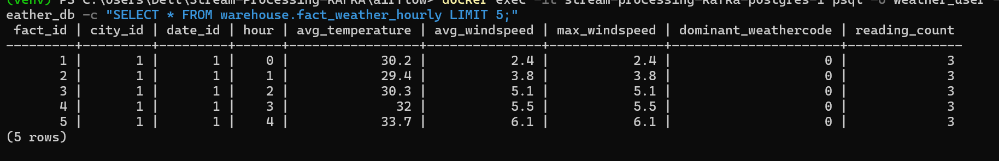 (venv) PS C:\Users\Dell\Stream-Processing-KAFKA\airflow> docker exec -it stream-processing-kafka-postgres-1 psql -U weather_user
eather_db -c "SELECT * FROM warehouse.fact_weather_hourly LIMIT 5;"
fact_id | city_id | date_id | hour | avg_temperature | avg_windspeed | max_windspeed | dominant_weathercode | reading_count
---------+---------+---------+------+-----------------+---------------+---------------+----------------------+---------------
1 | 1 | 1 | 0 | 30.2 | 2.4 | 2.4 | 0 | 3
2 | 1 | 1 | 1 | 29.4 | 3.8 | 3.8 | 0 | 3
3 | 1 | 1 | 2 | 30.3 | 5.1 | 5.1 | 0 | 3
4 | 1 | 1 | 3 | 32 | 5.5 | 5.5 | 0 | 3
5 | 1 | 1 | 4 | 33.7 | 6.1 | 6.1 | 0 | 3
(5 rows)